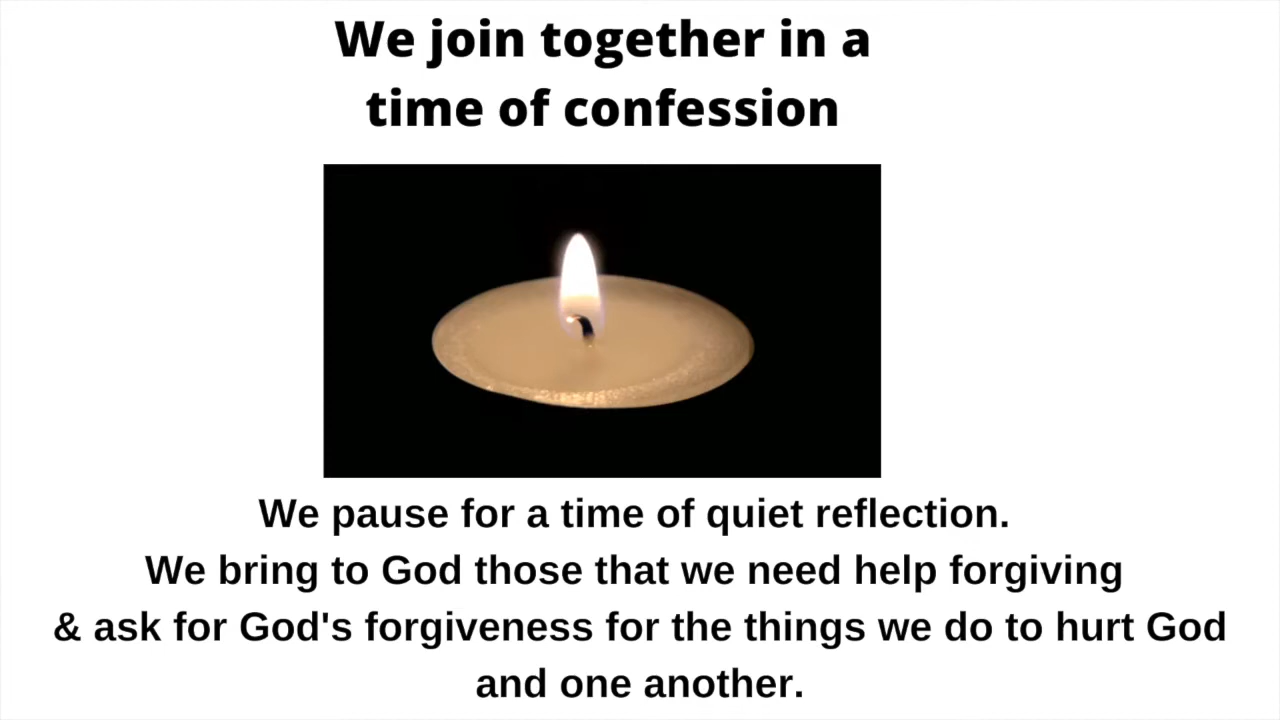 We join together in a
time of confession
We pause for a time of quiet reflection.
We bring to God those that we need help forgiving
& ask for God's forgiveness for the things we do to hurt God
and one another.